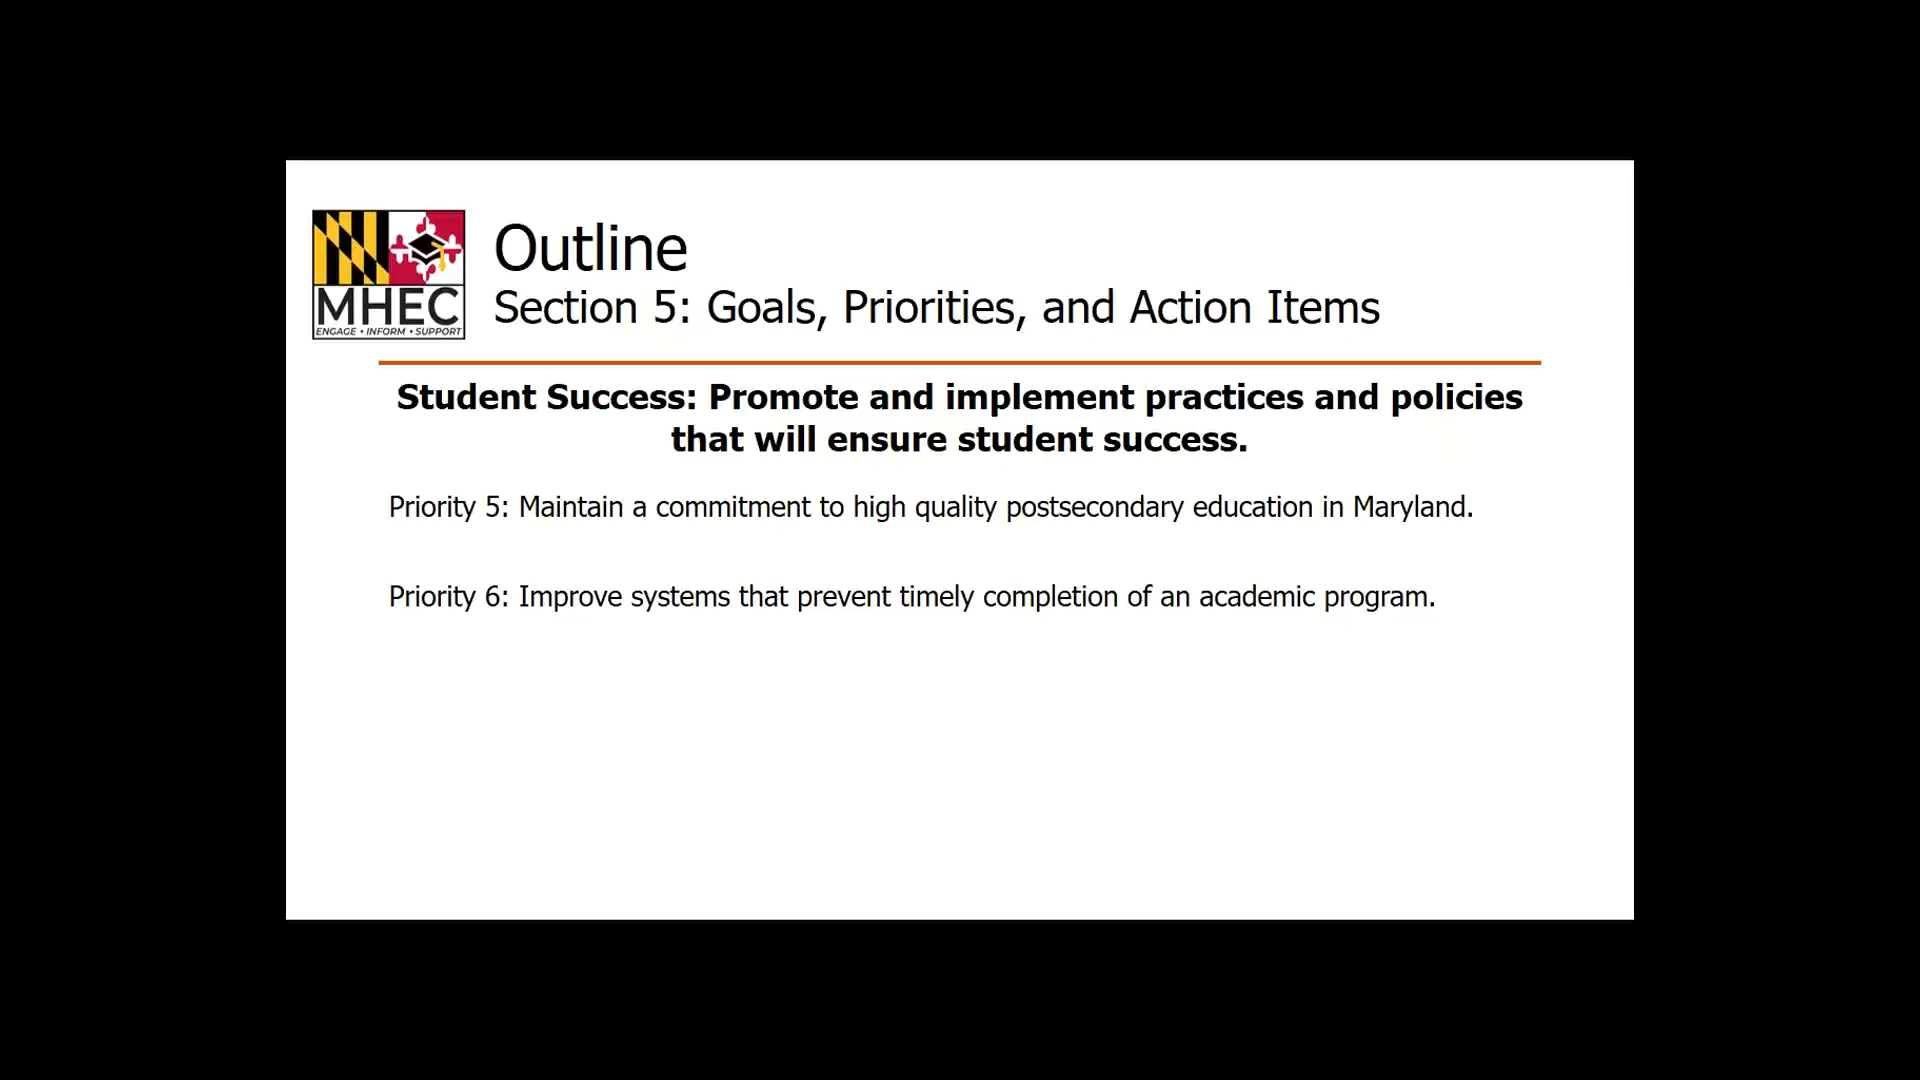 MHEC
ENGAGE • INFORM • SUPPORT
Outline
Section 5: Goals, Priorities, and Action Items
Student Success: Promote and implement practices and policies
that will ensure student success.
Priority 5: Maintain a commitment to high quality postsecondary education in Maryland.
Priority 6: Improve systems that prevent timely completion of an academic program.